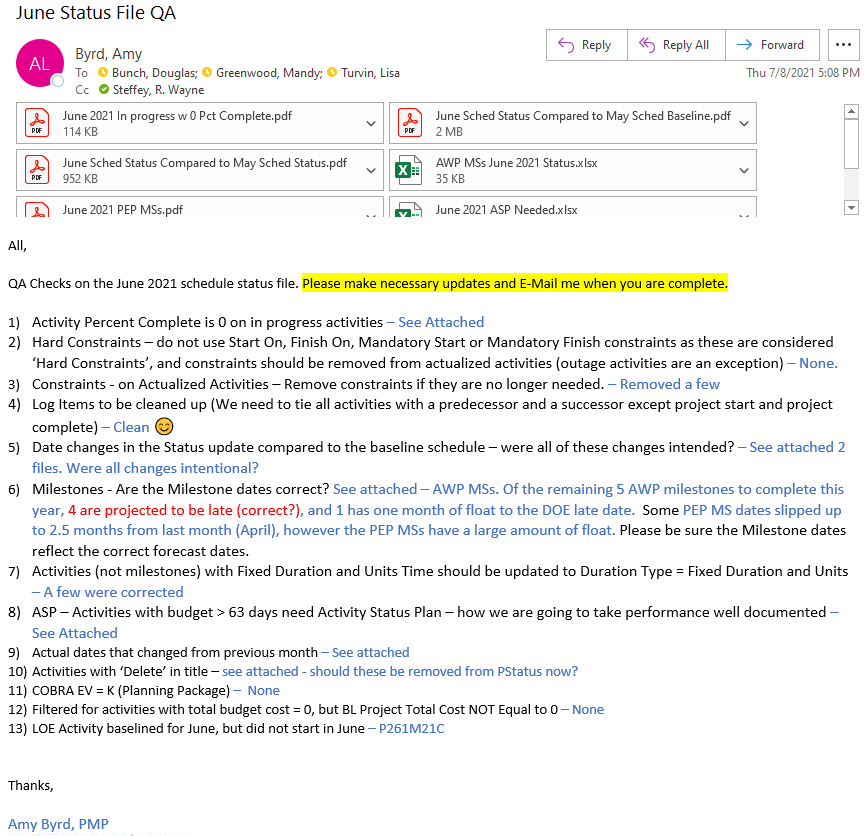 June Status File QA
AL
Byrd, Amy
To Bunch, Douglas; Greenwood, Mandy; Turvin, Lisa
Cc Steffey, R. Wayne
Reply
Reply All
Forward
Thu 7/8/2021 5:08 PM
PDF
June 2021 In progress w 0 Pct Complete.pdf
114 KB
PDF
June Sched Status Compared to May Sched Baseline.pdf
2 MB
PDF
June Sched Status Compared to May Sched Status.pdf
952 KB
AWP MSs June 2021 Status.xlsx
35 KB
June 2021 PEP MSs.pdf
June 2021 ASP Needed.xlsx
All,
QA Checks on the June 2021 schedule status file. Please make necessary updates and E-Mail me when you are complete.
1) Activity Percent Complete is 0 on in progress activities – See Attached
2) Hard Constraints – do not use Start On, Finish On, Mandatory Start or Mandatory Finish constraints as these are considered
‘Hard Constraints’, and constraints should be removed from actualized activities (outage activities are an exception) – None.
3) Constraints - on Actualized Activities – Remove constraints if they are no longer needed. – Removed a few
4) Log Items to be cleaned up (We need to tie all activities with a predecessor and a successor except project start and project
complete) – Clean 😊
5) Date changes in the Status update compared to the baseline schedule – were all of these changes intended? – See attached 2
files. Were all changes intentional?
6) Milestones - Are the Milestone dates correct? See attached – AWP MSs. Of the remaining 5 AWP milestones to complete this
year, 4 are projected to be late (correct?), and 1 has one month of float to the DOE late date. Some PEP MS dates slipped up
to 2.5 months from last month (April), however the PEP MSs have a large amount of float. Please be sure the Milestone dates
reflect the correct forecast dates.
7) Activities (not milestones) with Fixed Duration and Units Time should be updated to Duration Type = Fixed Duration and Units
– A few were corrected
8) ASP – Activities with budget > 63 days need Activity Status Plan – how we are going to take performance well documented –
See Attached
9) Actual dates that changed from previous month – See attached
10) Activities with ‘Delete’ in title – see attached - should these be removed from PStatus now?
11) COBRA EV = K (Planning Package) – None
12) Filtered for activities with total budget cost = 0, but BL Project Total Cost NOT Equal to 0 – None
13) LOE Activity baselined for June, but did not start in June – P261M21C
Thanks,
Amy Byrd, PMP